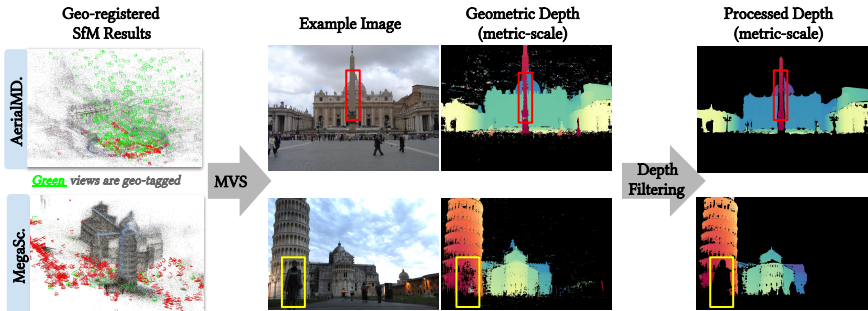 Geo-registered
SfM Results
Example Image
Geometric Depth
(metric-scale)
Processed Depth
(metric-scale)
AerialMD.
Green views are geo-tagged
MegaSc.
MVS
Depth
Filtering